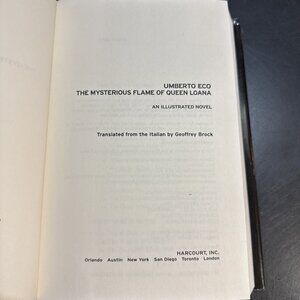 UMBERTO ECO
THE MYSTERIOUS FLAME OF QUEEN LOANA
AN ILLUSTRATED NOVEL
Translated from the Italian by Geoffrey Brock
HARCOURT, INC.
Orlando Austin New York San Diego Toronto London